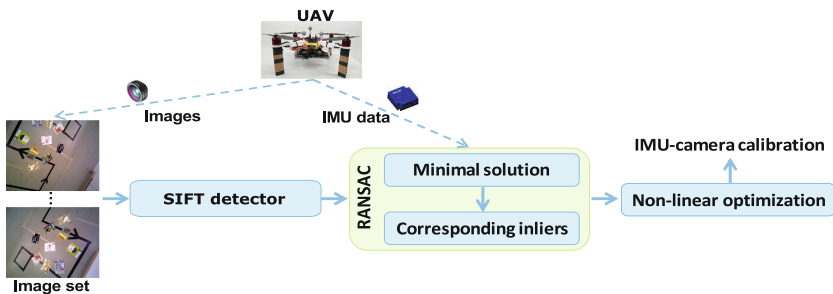 UAV
Images
IMU data
Image set
SIFT detector
RANSAC
Minimal solution
Corresponding inliers
Non-linear optimization
IMU-camera calibration